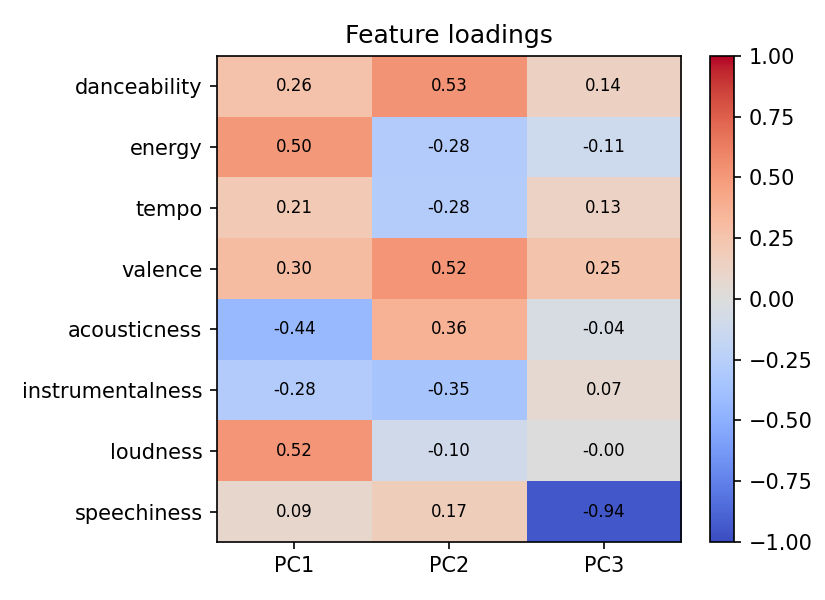 Feature loadings
danceability 0.26 0.53 0.14
energy 0.50 -0.28 -0.11
tempo 0.21 -0.28 0.13
valence 0.30 0.52 0.25
acousticness -0.44 0.36 -0.04
instrumentalness -0.28 -0.35 0.07
loudness 0.52 -0.10 -0.00
speechiness 0.09 0.17 -0.94
PC1 PC2 PC3
1.00
0.75
0.50
0.25
0.00
−0.25
−0.50
−0.75
−1.00